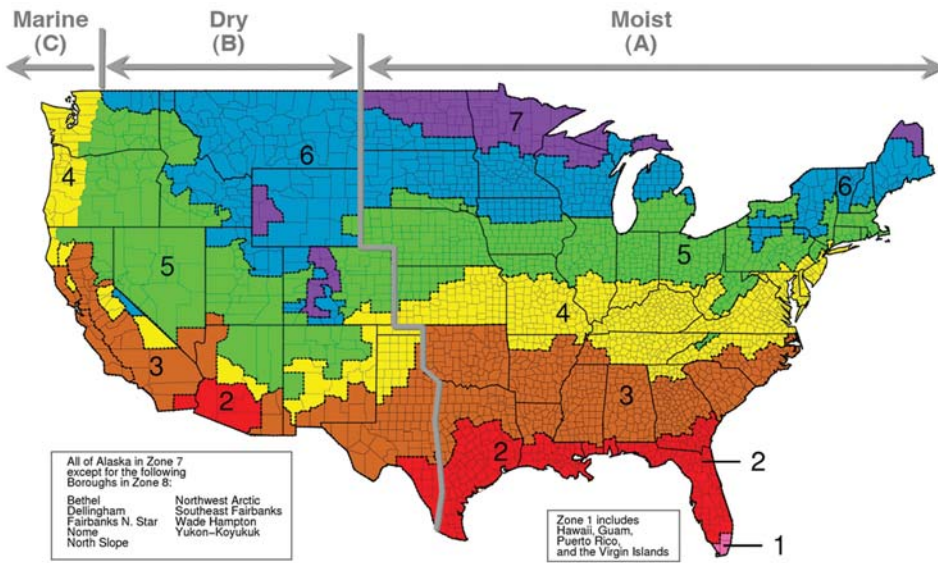 Marine
(C)
Dry
(B)
Moist
(A)
7
6
6
4
5
5
4
3
3
2
2
2
1
All of Alaska in Zone 7
except for the following
Boroughs in Zone 8:
Bethel
Dellingham
Fairbanks N. Star
Nome
North Slope
Northwest Arctic
Southeast Fairbanks
Wade Hampton
Yukon–Koyukuk
Zone 1 includes
Hawaii, Guam,
Puerto Rico,
and the Virgin Islands